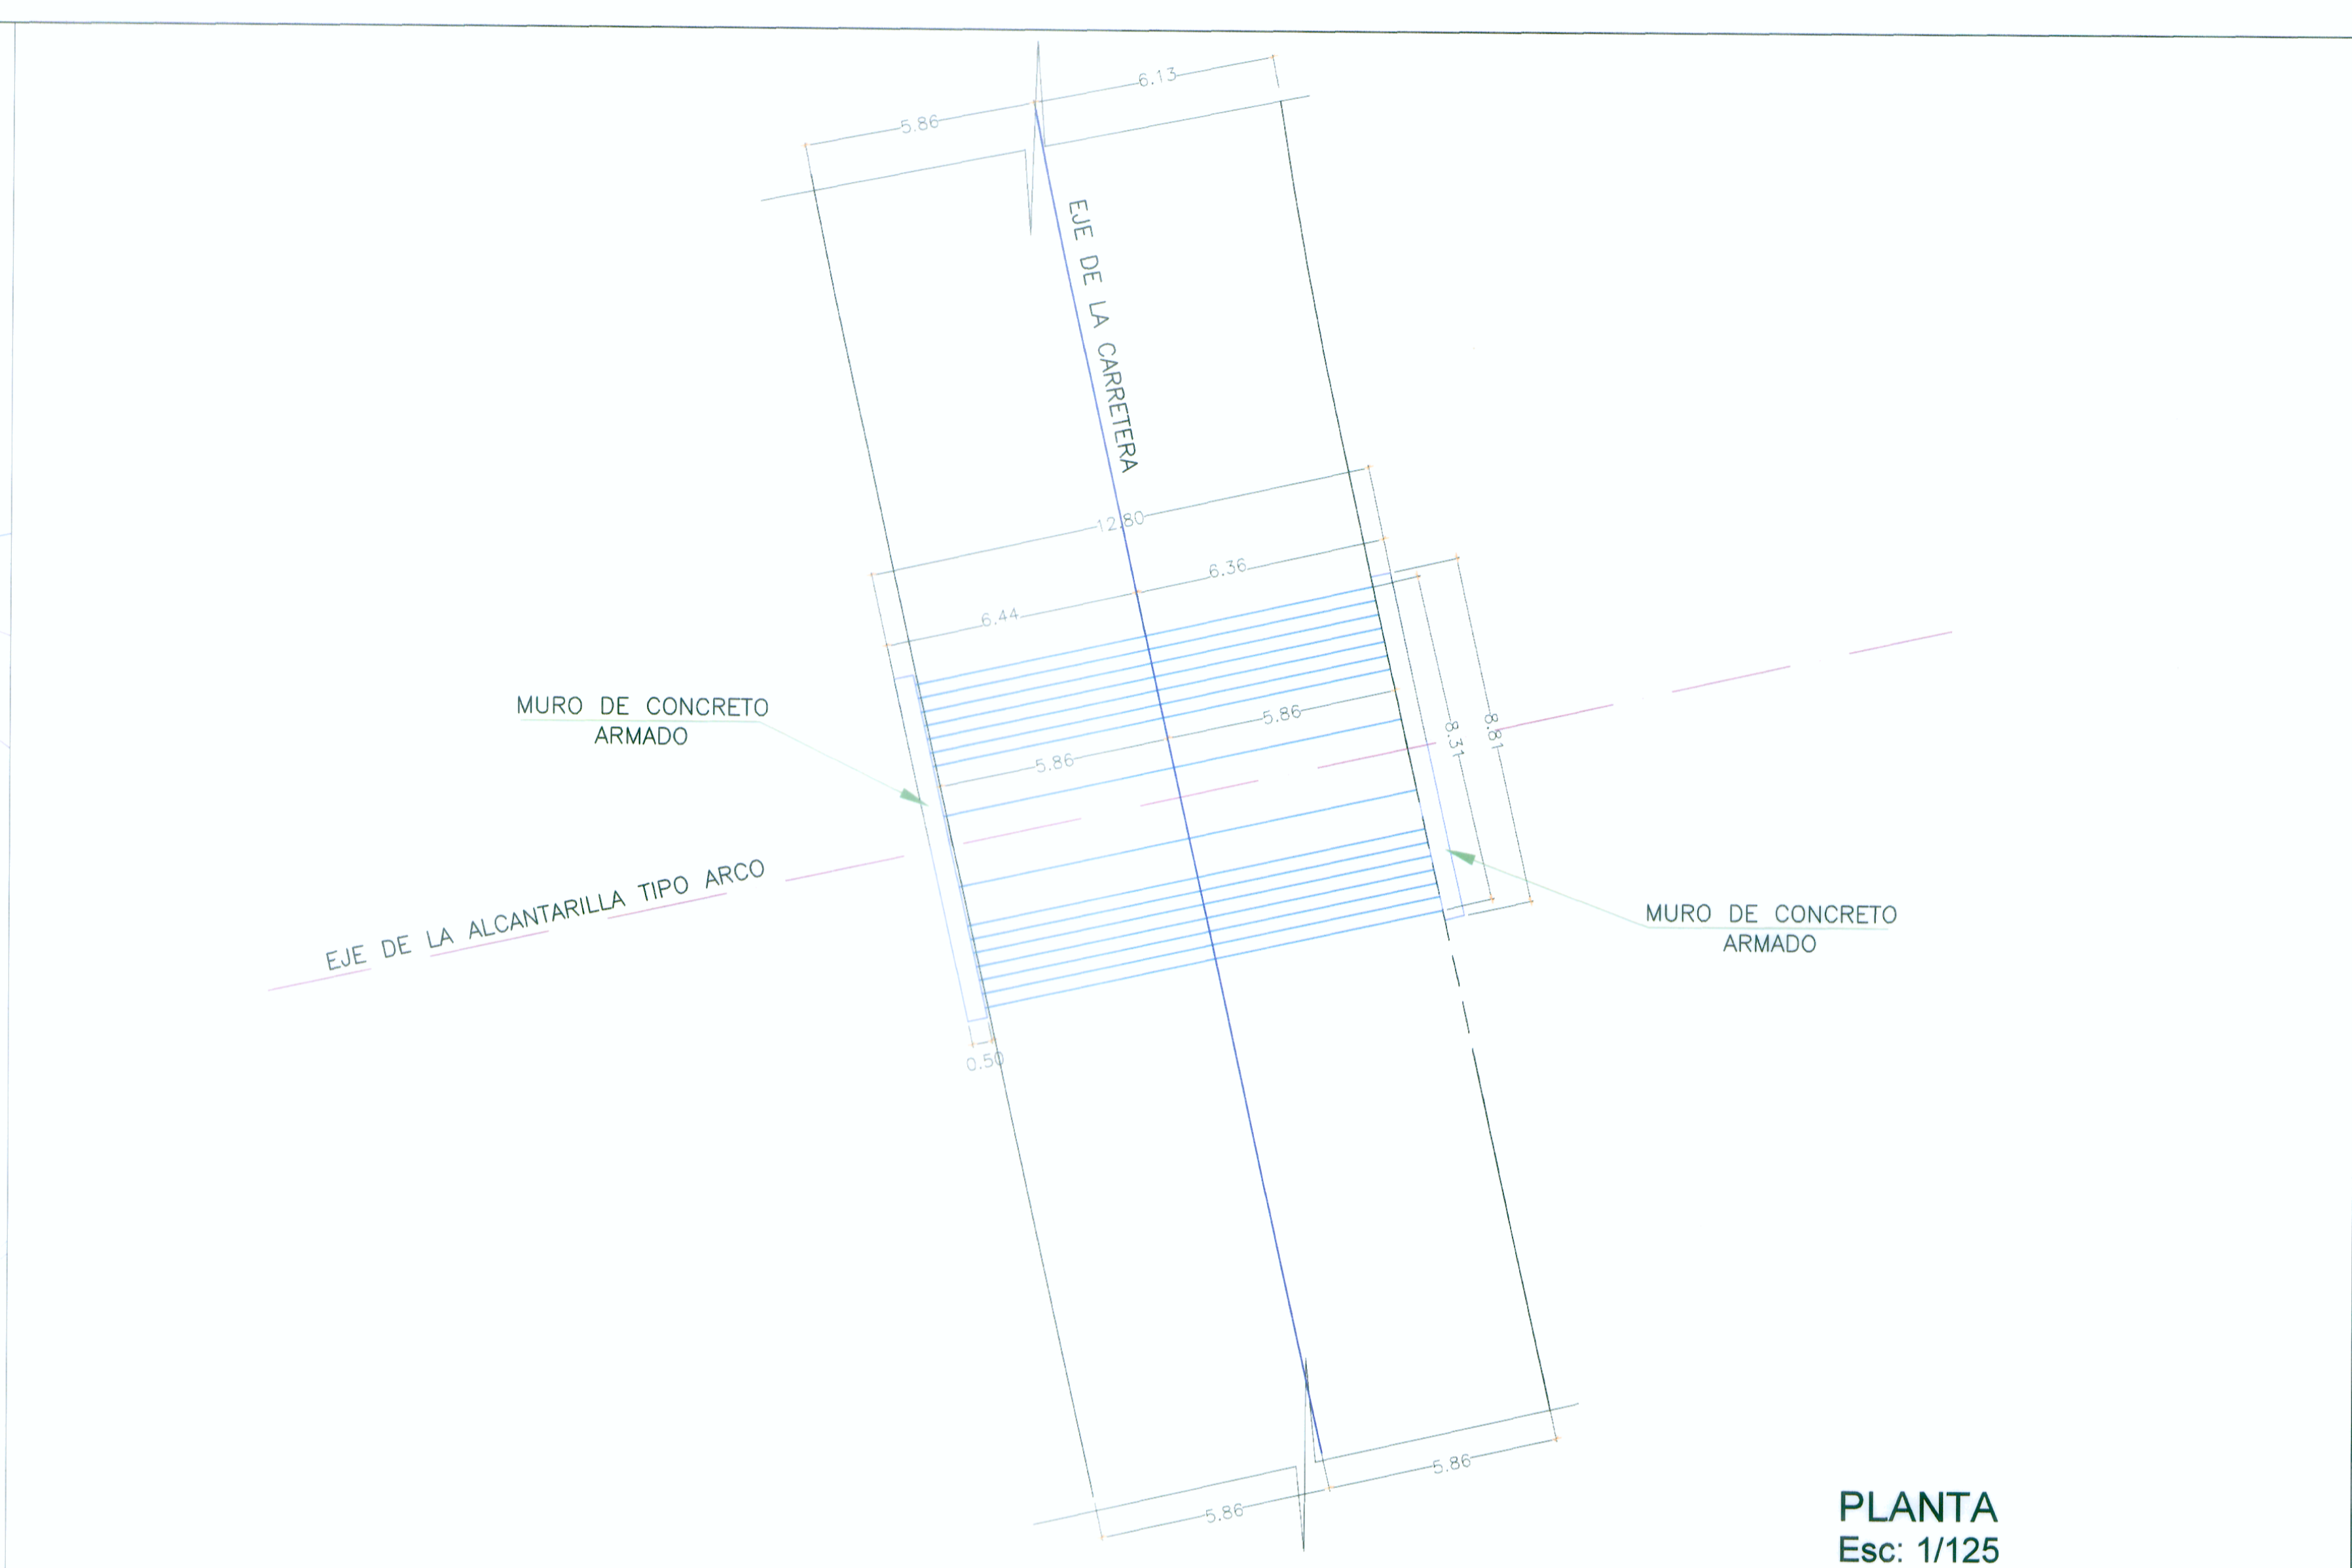 6.13
5.86
EJE DE LA CARRETERA
12.80
6.36
6.44
MURO DE CONCRETO
ARMADO
5.86
5.86
8.31
8.81
EJE DE LA ALCANTARILLA TIPO ARCO
MURO DE CONCRETO
ARMADO
0.50
5.86
5.86
PLANTA
Esc: 1/125